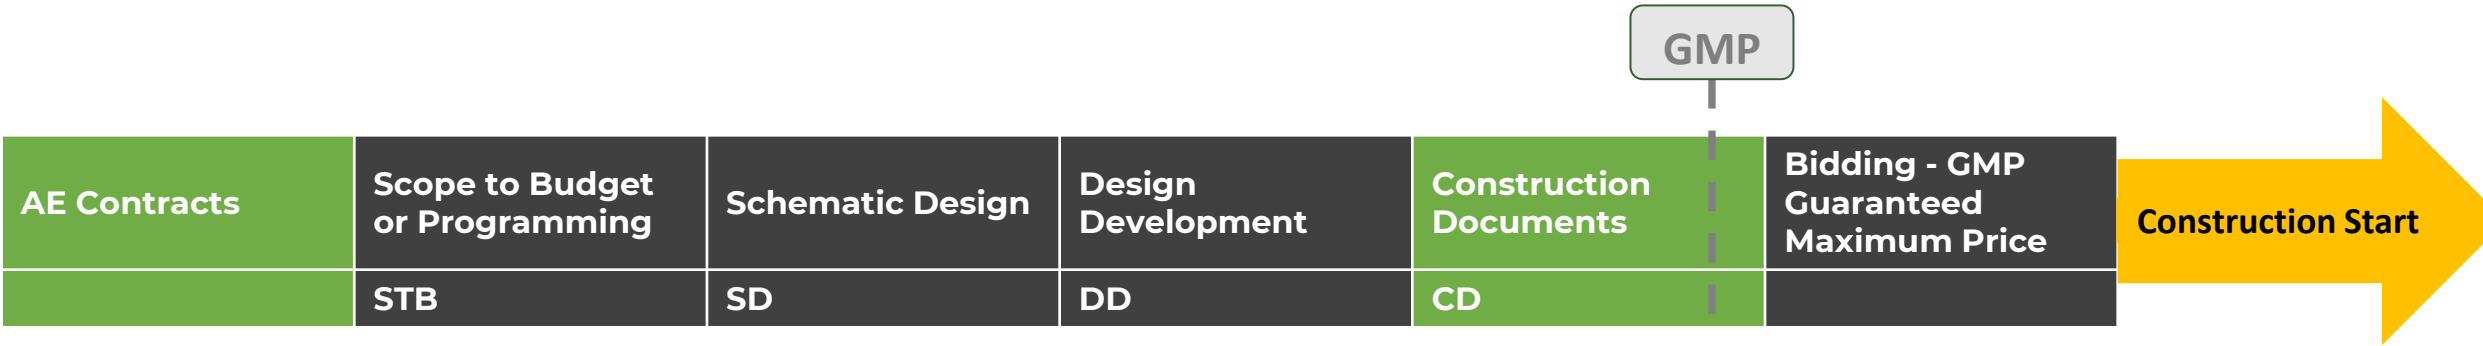 GMP
AE Contracts
Scope to Budget
or Programming
Schematic Design
Design
Development
Construction
Documents
Bidding - GMP
Guaranteed
Maximum Price
Construction Start
STB
SD
DD
CD